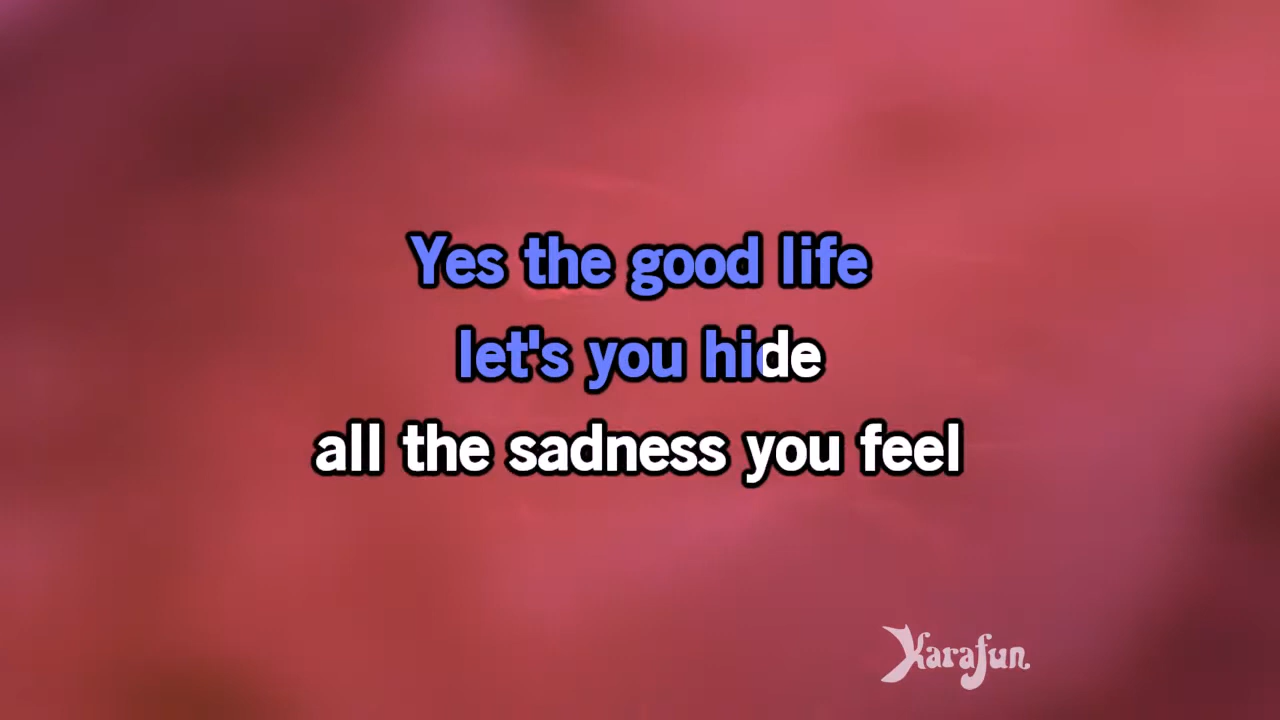 Yes the good life
let's you hide
all the sadness you feel
Karafun